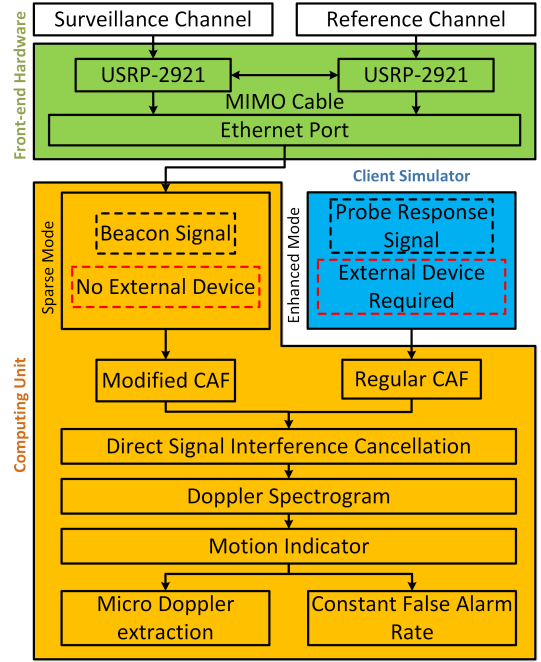 Surveillance Channel
Reference Channel
Front-end Hardware
USRP-2921
USRP-2921
MIMO Cable
Ethernet Port
Client Simulator
Sparse Mode
Beacon Signal
No External Device
Enhanced Mode
Probe Response
Signal
External Device
Required
Computing Unit
Modified CAF
Regular CAF
Direct Signal Interference Cancellation
Doppler Spectrogram
Motion Indicator
Micro Doppler
extraction
Constant False Alarm
Rate